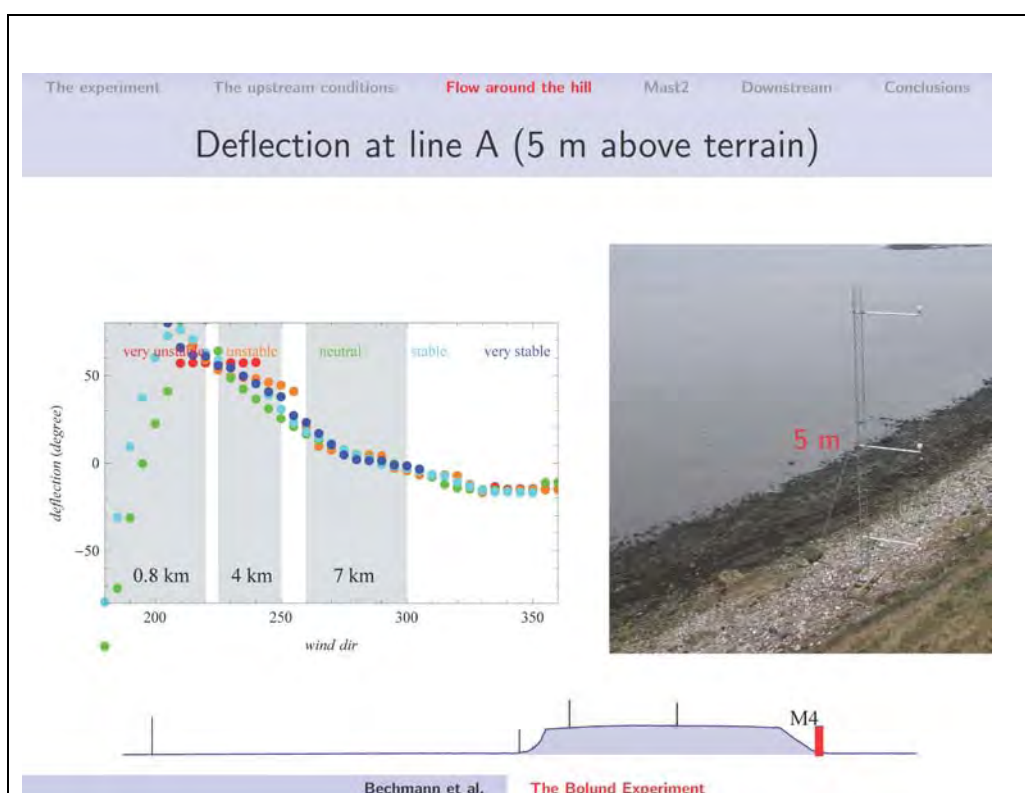 The experiment The upstream conditions Flow around the hill Mast2 Downstream Conclusions
Deflection at line A (5 m above terrain)
very unstable unstable neutral stable very stable
50
0
−50
deflection (degree)
0.8 km 4 km 7 km
200 250 300 350
wind dir
5 m
M4
Bechmann et al. The Bolund Experiment